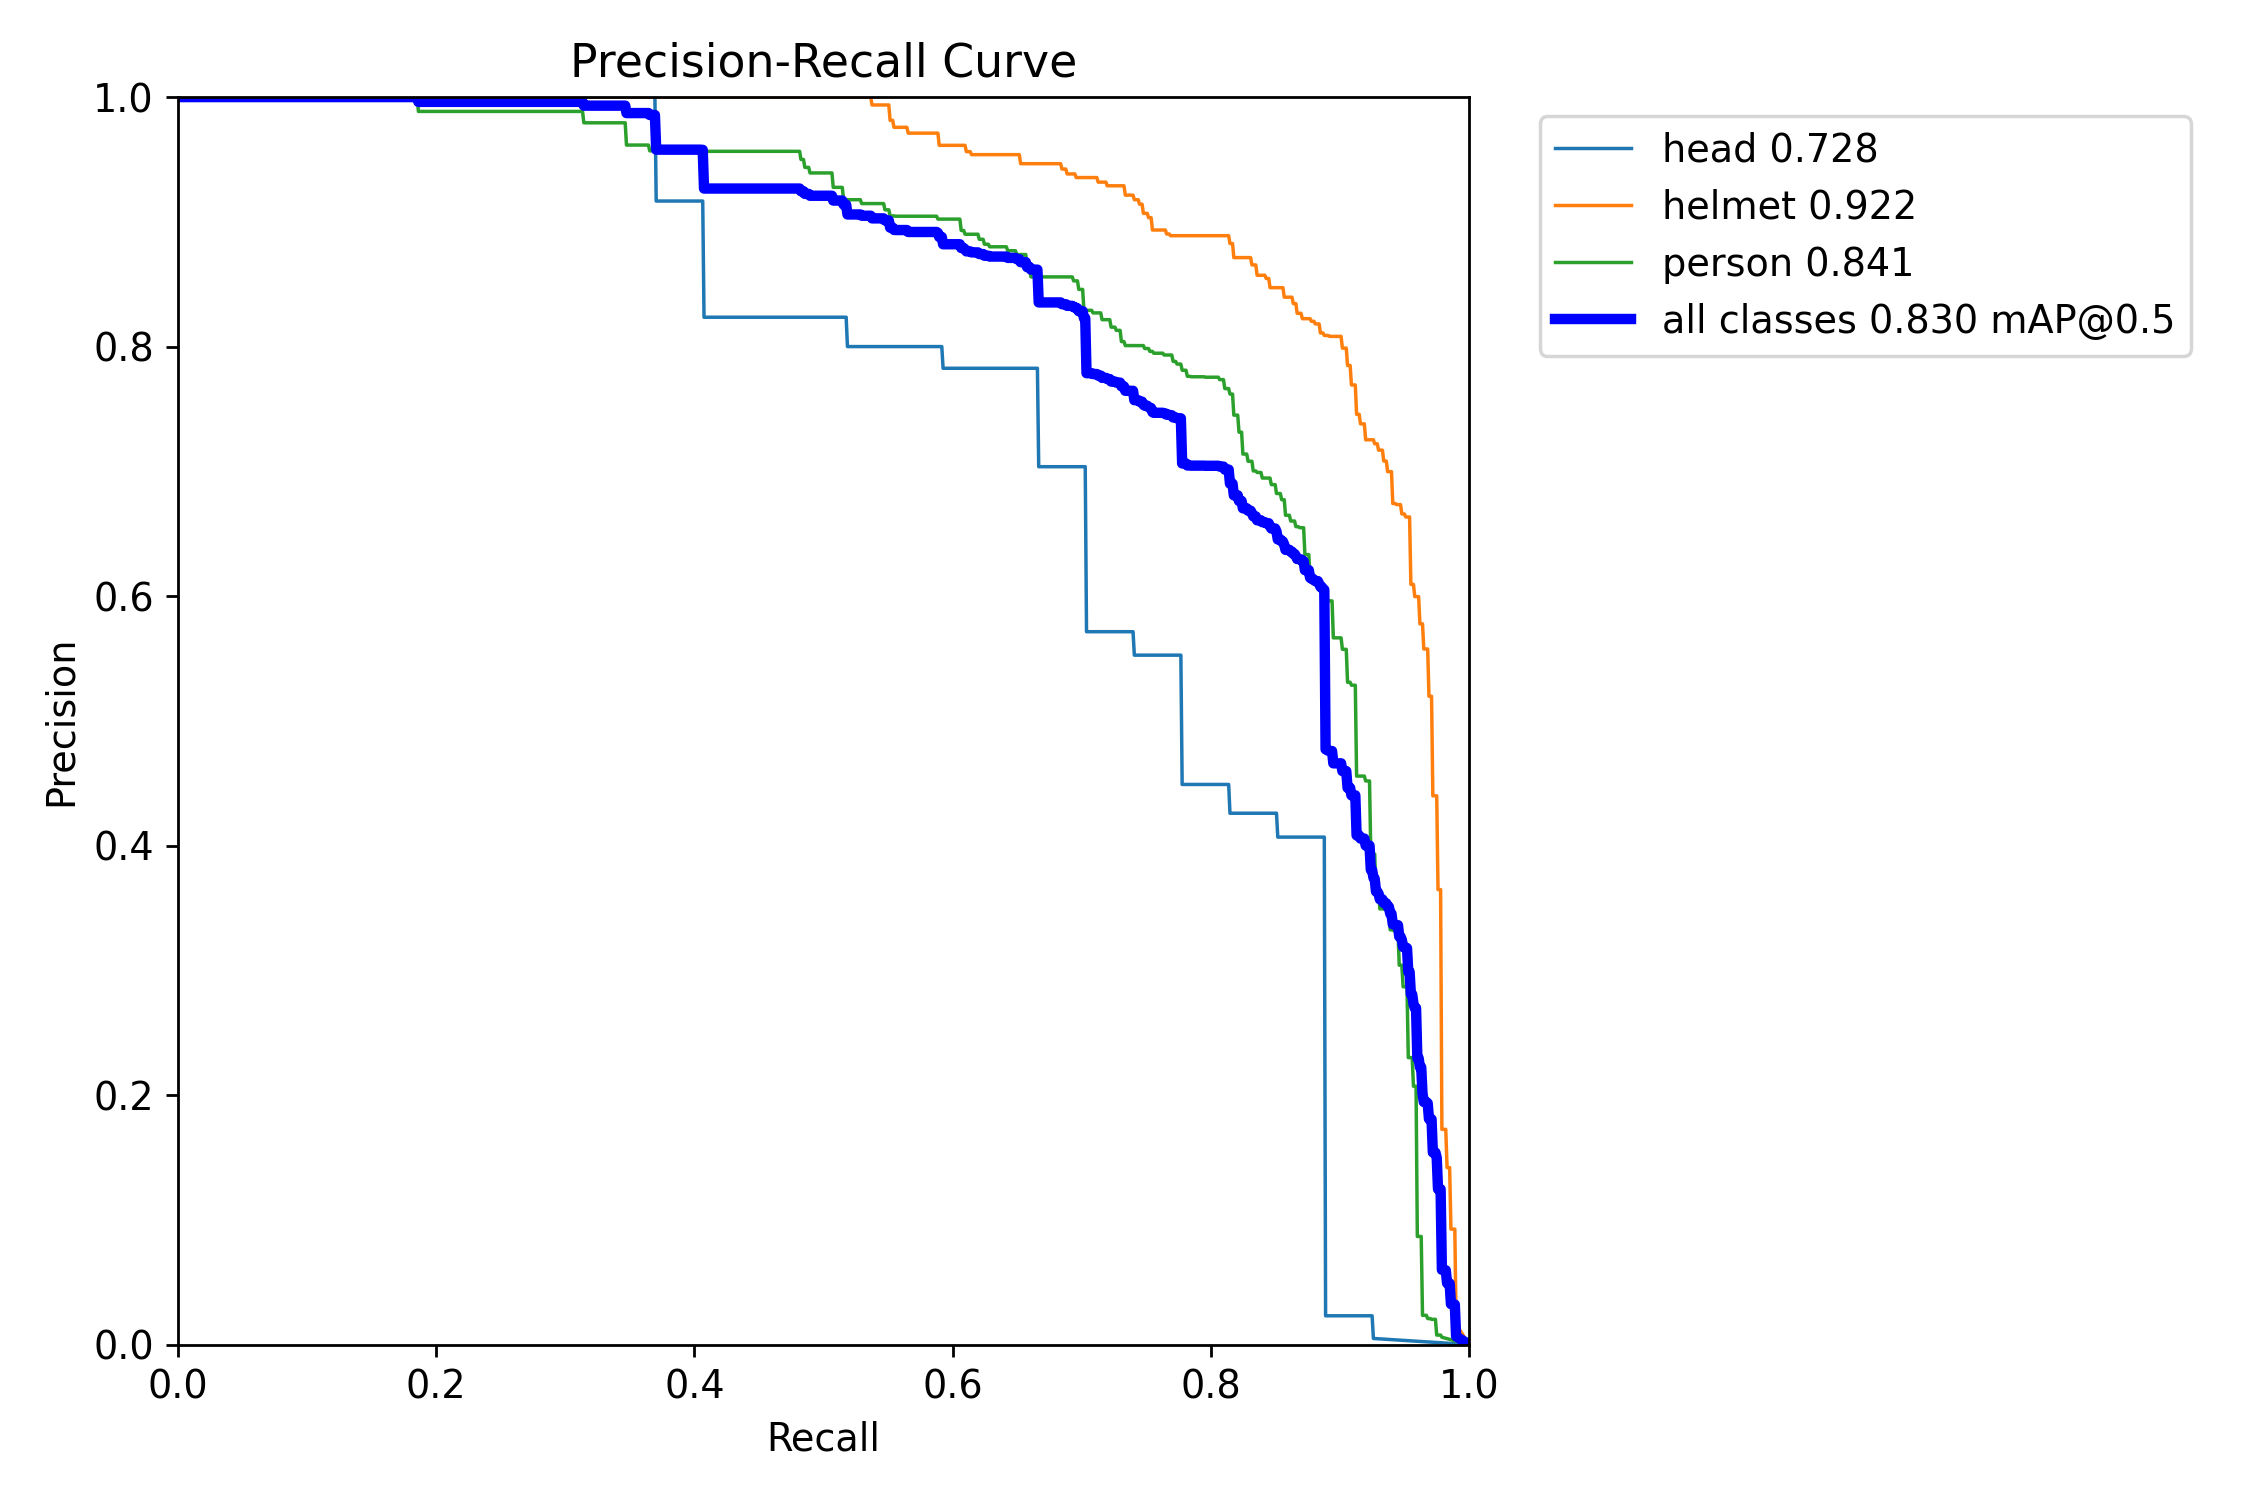 Precision-Recall Curve
1.0
0.8
0.6
0.4
0.2
0.0
Precision
0.0 0.2 0.4 0.6 0.8 1.0
Recall
head 0.728
helmet 0.922
person 0.841
all classes 0.830 mAP@0.5